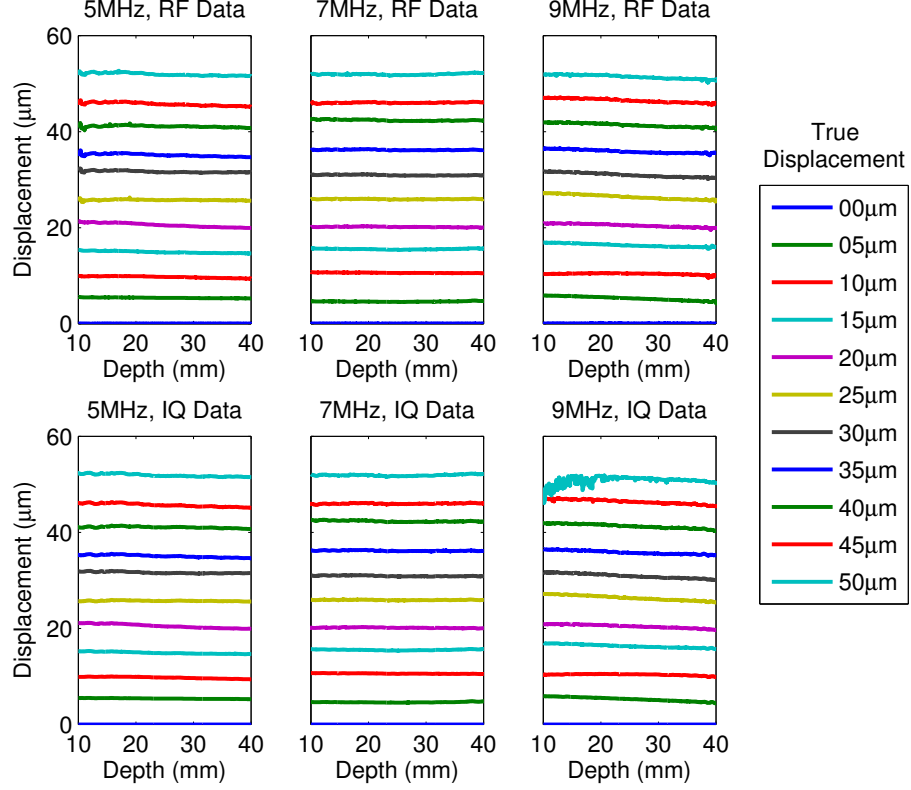 5MHz, RF Data
7MHz, RF Data
9MHz, RF Data
Displacement (μm)
60
40
20
0
10 20 30 40
10 20 30 40
10 20 30 40
Depth (mm)
Depth (mm)
Depth (mm)
5MHz, IQ Data
7MHz, IQ Data
9MHz, IQ Data
Displacement (μm)
60
40
20
0
10 20 30 40
10 20 30 40
10 20 30 40
Depth (mm)
Depth (mm)
Depth (mm)
True
Displacement
00μm
05μm
10μm
15μm
20μm
25μm
30μm
35μm
40μm
45μm
50μm